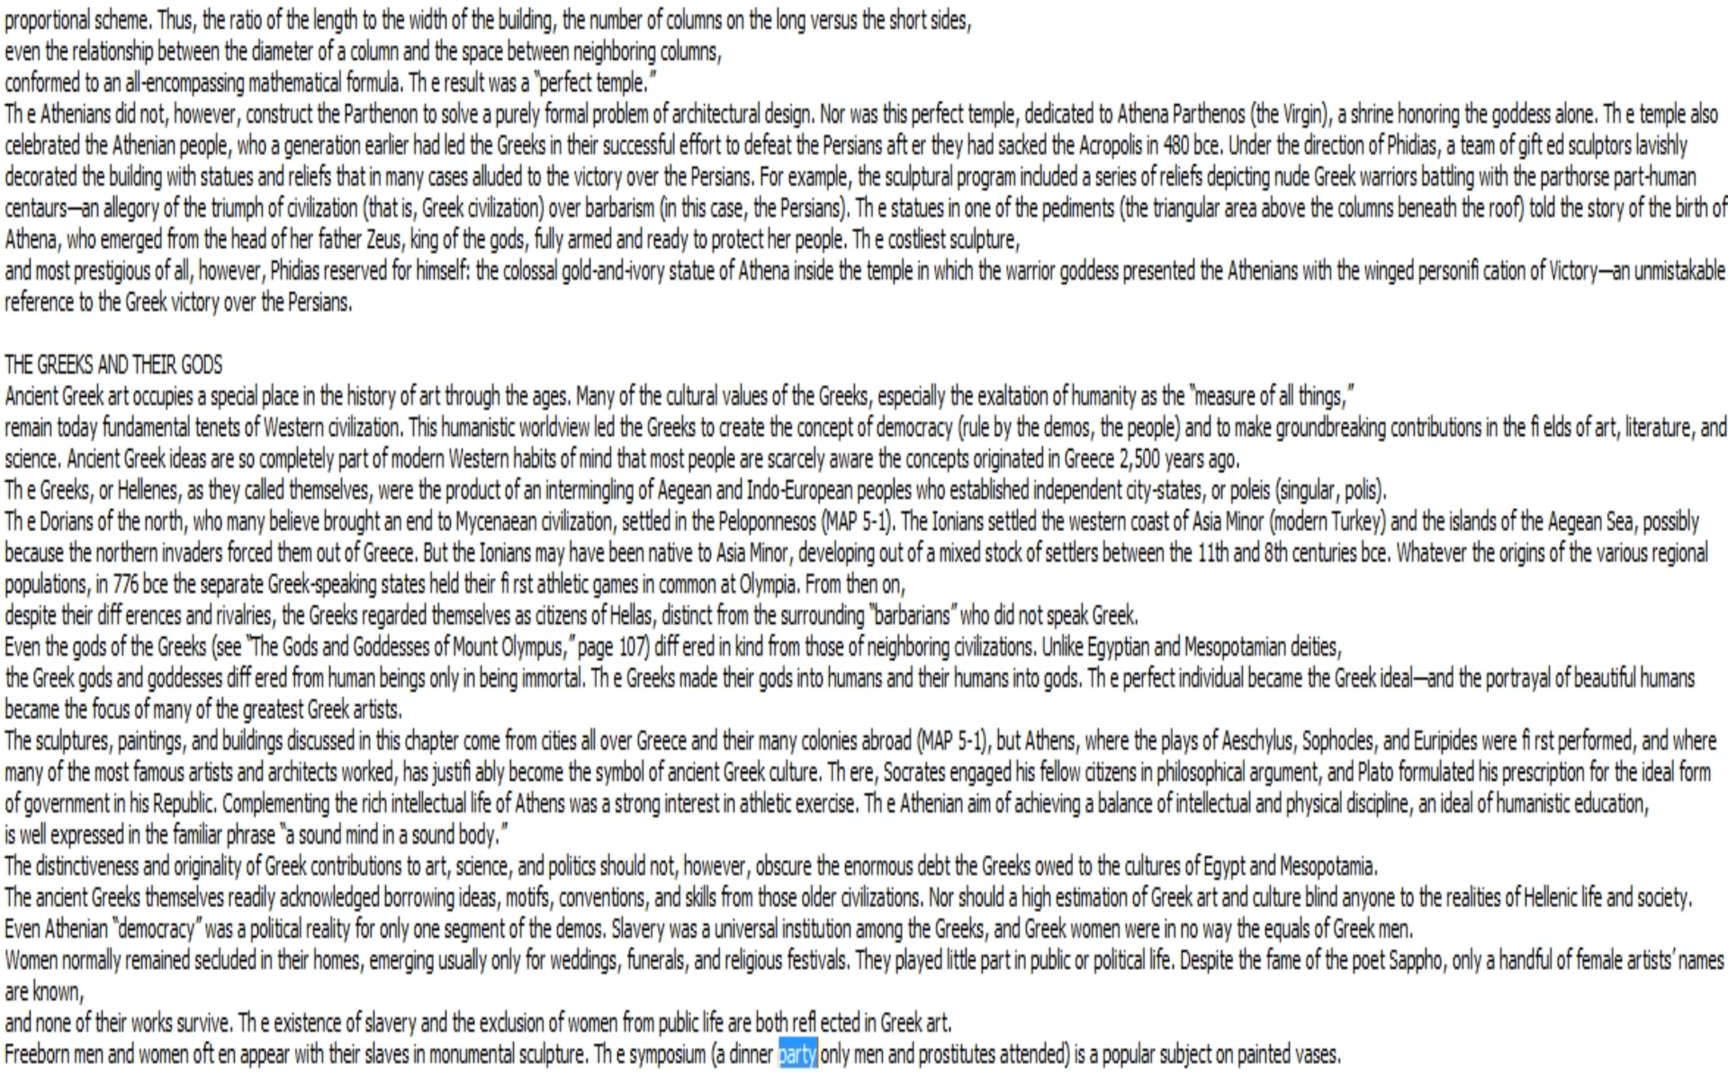 proportional scheme. Thus, the ratio of the length to the width of the building, the number of columns on the long versus the short sides,
even the relationship between the diameter of a column and the space between neighboring columns,
conformed to an all-encompassing mathematical formula. Th e result was a “perfect temple.”
Th e Athenians did not, however, construct the Parthenon to solve a purely formal problem of architectural design. Nor was this perfect temple, dedicated to Athena Parthenos (the Virgin), a shrine honoring the goddess alone. Th e temple also
celebrated the Athenian people, who a generation earlier had led the Greeks in their successful effort to defeat the Persians aft er they had sacked the Acropolis in 480 bce. Under the direction of Phidias, a team of gift ed sculptors lavishly
decorated the building with statues and reliefs that in many cases alluded to the victory over the Persians. For example, the sculptural program included a series of reliefs depicting nude Greek warriors battling with the parthorse part-human
centaurs—an allegory of the triumph of civilization (that is, Greek civilization) over barbarism (in this case, the Persians). Th e statues in one of the pediments (the triangular area above the columns beneath the roof) told the story of the birth of
Athena, who emerged from the head of her father Zeus, king of the gods, fully armed and ready to protect her people. Th e costliest sculpture,
and most prestigious of all, however, Phidias reserved for himself: the colossal gold-and-ivory statue of Athena inside the temple in which the warrior goddess presented the Athenians with the winged personifi cation of Victory—an unmistakable
reference to the Greek victory over the Persians.
THE GREEKS AND THEIR GODS
Ancient Greek art occupies a special place in the history of art through the ages. Many of the cultural values of the Greeks, especially the exaltation of humanity as the “measure of all things,”
remain today fundamental tenets of Western civilization. This humanistic worldview led the Greeks to create the concept of democracy (rule by the demos, the people) and to make groundbreaking contributions in the fi elds of art, literature, and
science. Ancient Greek ideas are so completely part of modern Western habits of mind that most people are scarcely aware the concepts originated in Greece 2,500 years ago.
Th e Greeks, or Hellenes, as they called themselves, were the product of an intermingling of Aegean and Indo-European peoples who established independent city-states, or poleis (singular, polis).
Th e Dorians of the north, who many believe brought an end to Mycenaean civilization, settled in the Peloponnesos (MAP 5-1). The Ionians settled the western coast of Asia Minor (modern Turkey) and the islands of the Aegean Sea, possibly
because the northern invaders forced them out of Greece. But the Ionians may have been native to Asia Minor, developing out of a mixed stock of settlers between the 11th and 8th centuries bce. Whatever the origins of the various regional
populations, in 776 bce the separate Greek-speaking states held their fi rst athletic games in common at Olympia. From then on,
despite their diff erences and rivalries, the Greeks regarded themselves as citizens of Hellas, distinct from the surrounding “barbarians” who did not speak Greek.
Even the gods of the Greeks (see “The Gods and Goddesses of Mount Olympus,” page 107) diff ered in kind from those of neighboring civilizations. Unlike Egyptian and Mesopotamian deities,
the Greek gods and goddesses diff ered from human beings only in being immortal. Th e Greeks made their gods into humans and their humans into gods. Th e perfect individual became the Greek ideal—and the portrayal of beautiful humans
became the focus of many of the greatest Greek artists.
The sculptures, paintings, and buildings discussed in this chapter come from cities all over Greece and their many colonies abroad (MAP 5-1), but Athens, where the plays of Aeschylus, Sophocles, and Euripides were fi rst performed, and where
many of the most famous artists and architects worked, has justifi ably become the symbol of ancient Greek culture. Th ere, Socrates engaged his fellow citizens in philosophical argument, and Plato formulated his prescription for the ideal form
of government in his Republic. Complementing the rich intellectual life of Athens was a strong interest in athletic exercise. Th e Athenian aim of achieving a balance of intellectual and physical discipline, an ideal of humanistic education,
is well expressed in the familiar phrase “a sound mind in a sound body.”
The distinctiveness and originality of Greek contributions to art, science, and politics should not, however, obscure the enormous debt the Greeks owed to the cultures of Egypt and Mesopotamia.
The ancient Greeks themselves readily acknowledged borrowing ideas, motifs, conventions, and skills from those older civilizations. Nor should a high estimation of Greek art and culture blind anyone to the realities of Hellenic life and society.
Even Athenian “democracy” was a political reality for only one segment of the demos. Slavery was a universal institution among the Greeks, and Greek women were in no way the equals of Greek men.
Women normally remained secluded in their homes, emerging usually only for weddings, funerals, and religious festivals. They played little part in public or political life. Despite the fame of the poet Sappho, only a handful of female artists’ names
are known,
and none of their works survive. Th e existence of slavery and the exclusion of women from public life are both refl ected in Greek art.
Freeborn men and women oft en appear with their slaves in monumental sculpture. Th e symposium (a dinner party only men and prostitutes attended) is a popular subject on painted vases.